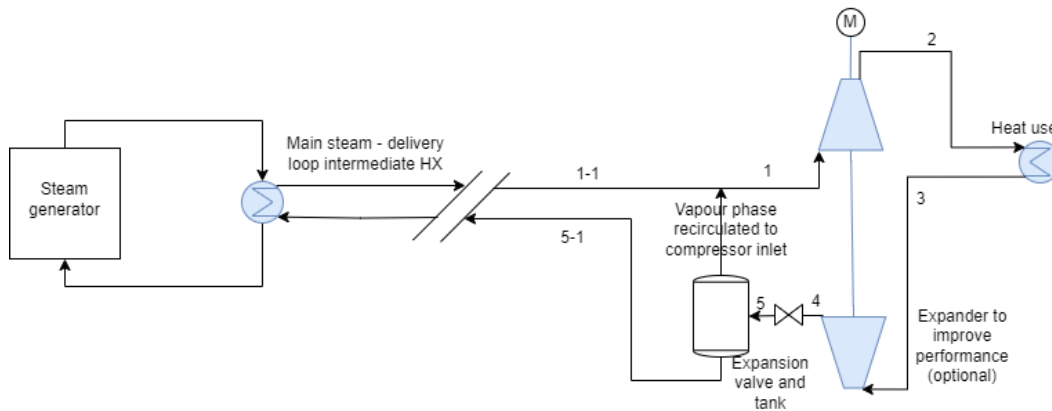 M
2
Main steam - delivery
loop intermediate HX
Heat use
Steam
generator
1-1
1
3
Vapour phase
recirculated to
compressor inlet
5-1
5
4
Expander to
improve
performance
(optional)
Expansion
valve and
tank